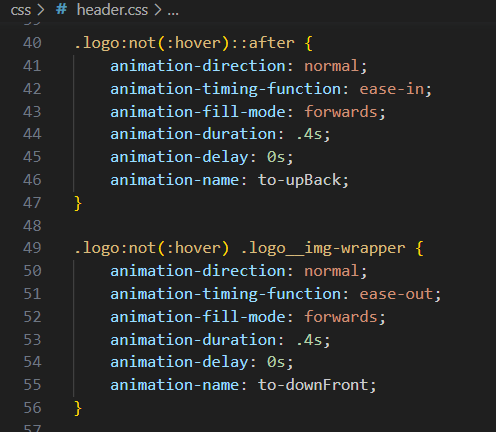 css > # header.css > ...
40 .logo:not(:hover)::after {
41 animation-direction: normal;
42 animation-timing-function: ease-in;
43 animation-fill-mode: forwards;
44 animation-duration: .4s;
45 animation-delay: 0s;
46 animation-name: to-upBack;
47 }
48
49 .logo:not(:hover) .logo__img-wrapper {
50 animation-direction: normal;
51 animation-timing-function: ease-out;
52 animation-fill-mode: forwards;
53 animation-duration: .4s;
54 animation-delay: 0s;
55 animation-name: to-downFront;
56 }
57